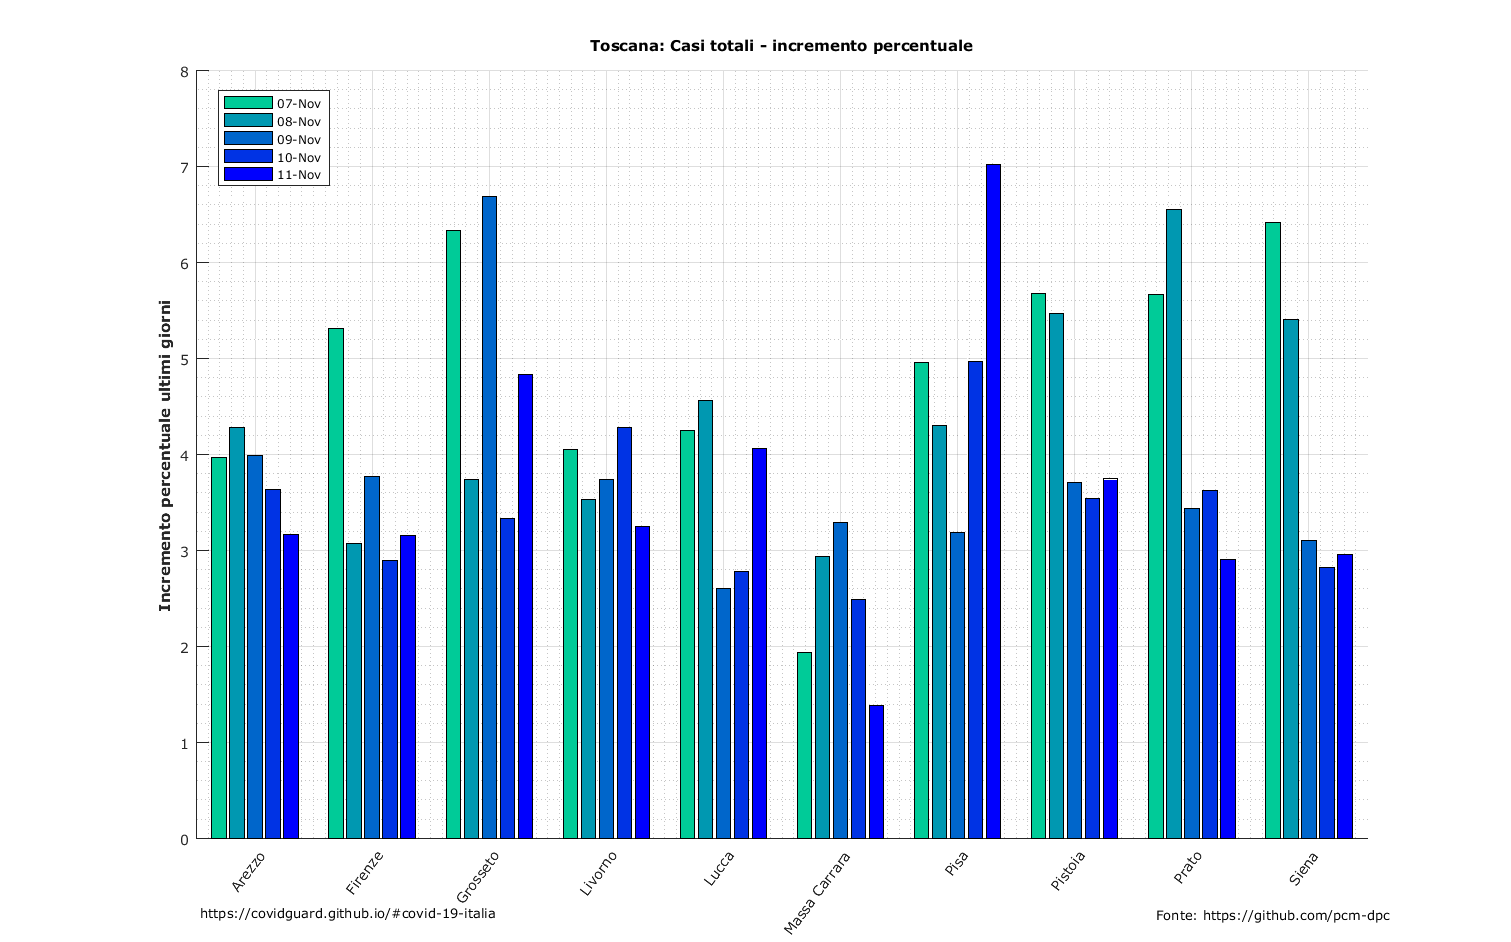 Toscana: Casi totali - incremento percentuale
Incremento percentuale ultimi giorni
8
7
6
5
4
3
2
1
0
07-Nov
08-Nov
09-Nov
10-Nov
11-Nov
Arezzo
Firenze
Grosseto
Livorno
Lucca
Massa Carrara
Pisa
Pistoia
Prato
Siena
https://covidguard.github.io/#covid-19-italia
Fonte: https://github.com/pcm-dpc